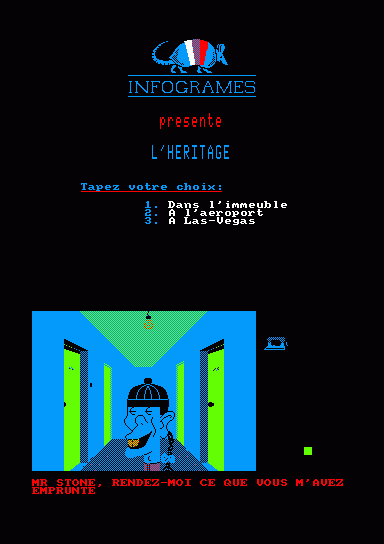 INFOGRAMES
presente
L'HERITAGE
Tapez votre choix:
1. Dans l'immeuble
2. A l'aeroport
3. A Las-Vegas
MR STONE, RENDEZ-MOI CE QUE VOUS M'AVEZ
EMPRUNTE